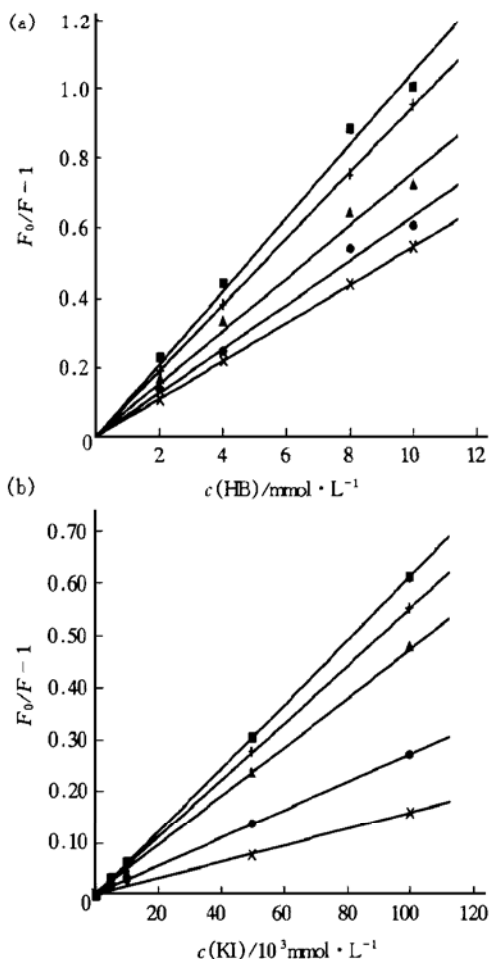 (a)
1.2
1.0
0.8
0.6
0.4
0.2
0
F₀/F − 1
2 4 6 8 10 12
c(HB)/mmol · L⁻¹
(b)
0.70
0.60
0.50
0.40
0.30
0.20
0.10
0
F₀/F − 1
20 40 60 80 100 120
c(KI)/10³mmol · L⁻¹